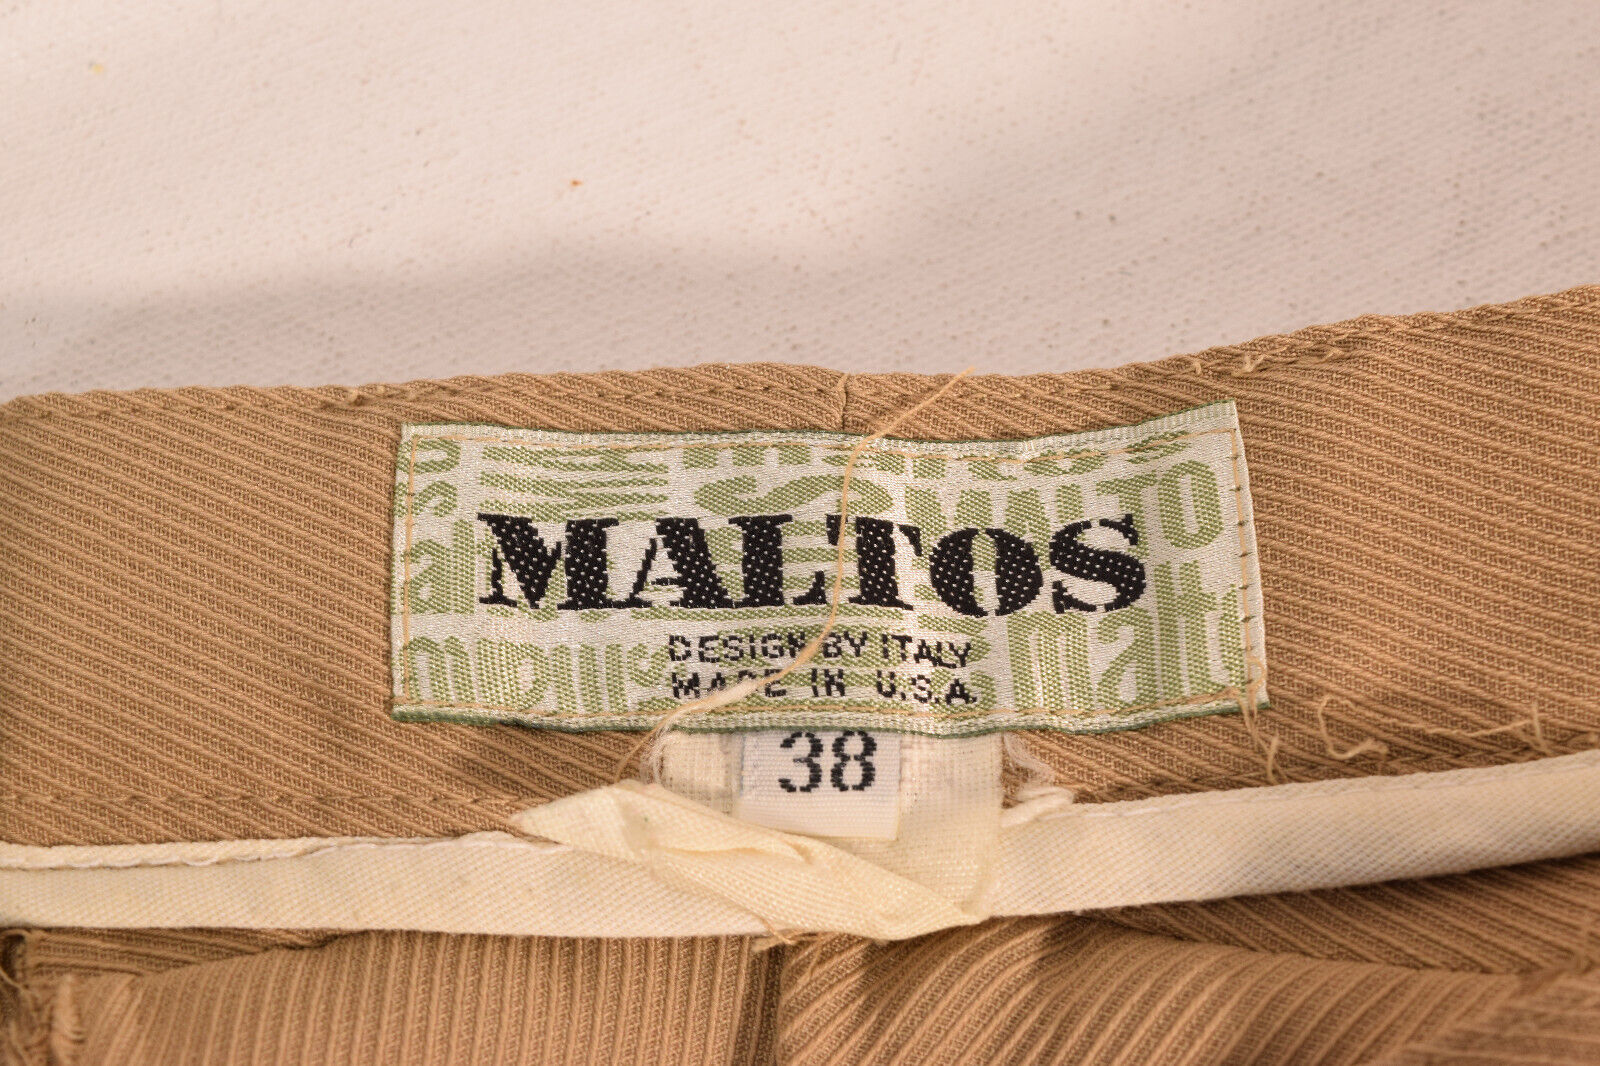 MALTOS
DESIGN BY ITALY
MADE IN U.S.A.
38